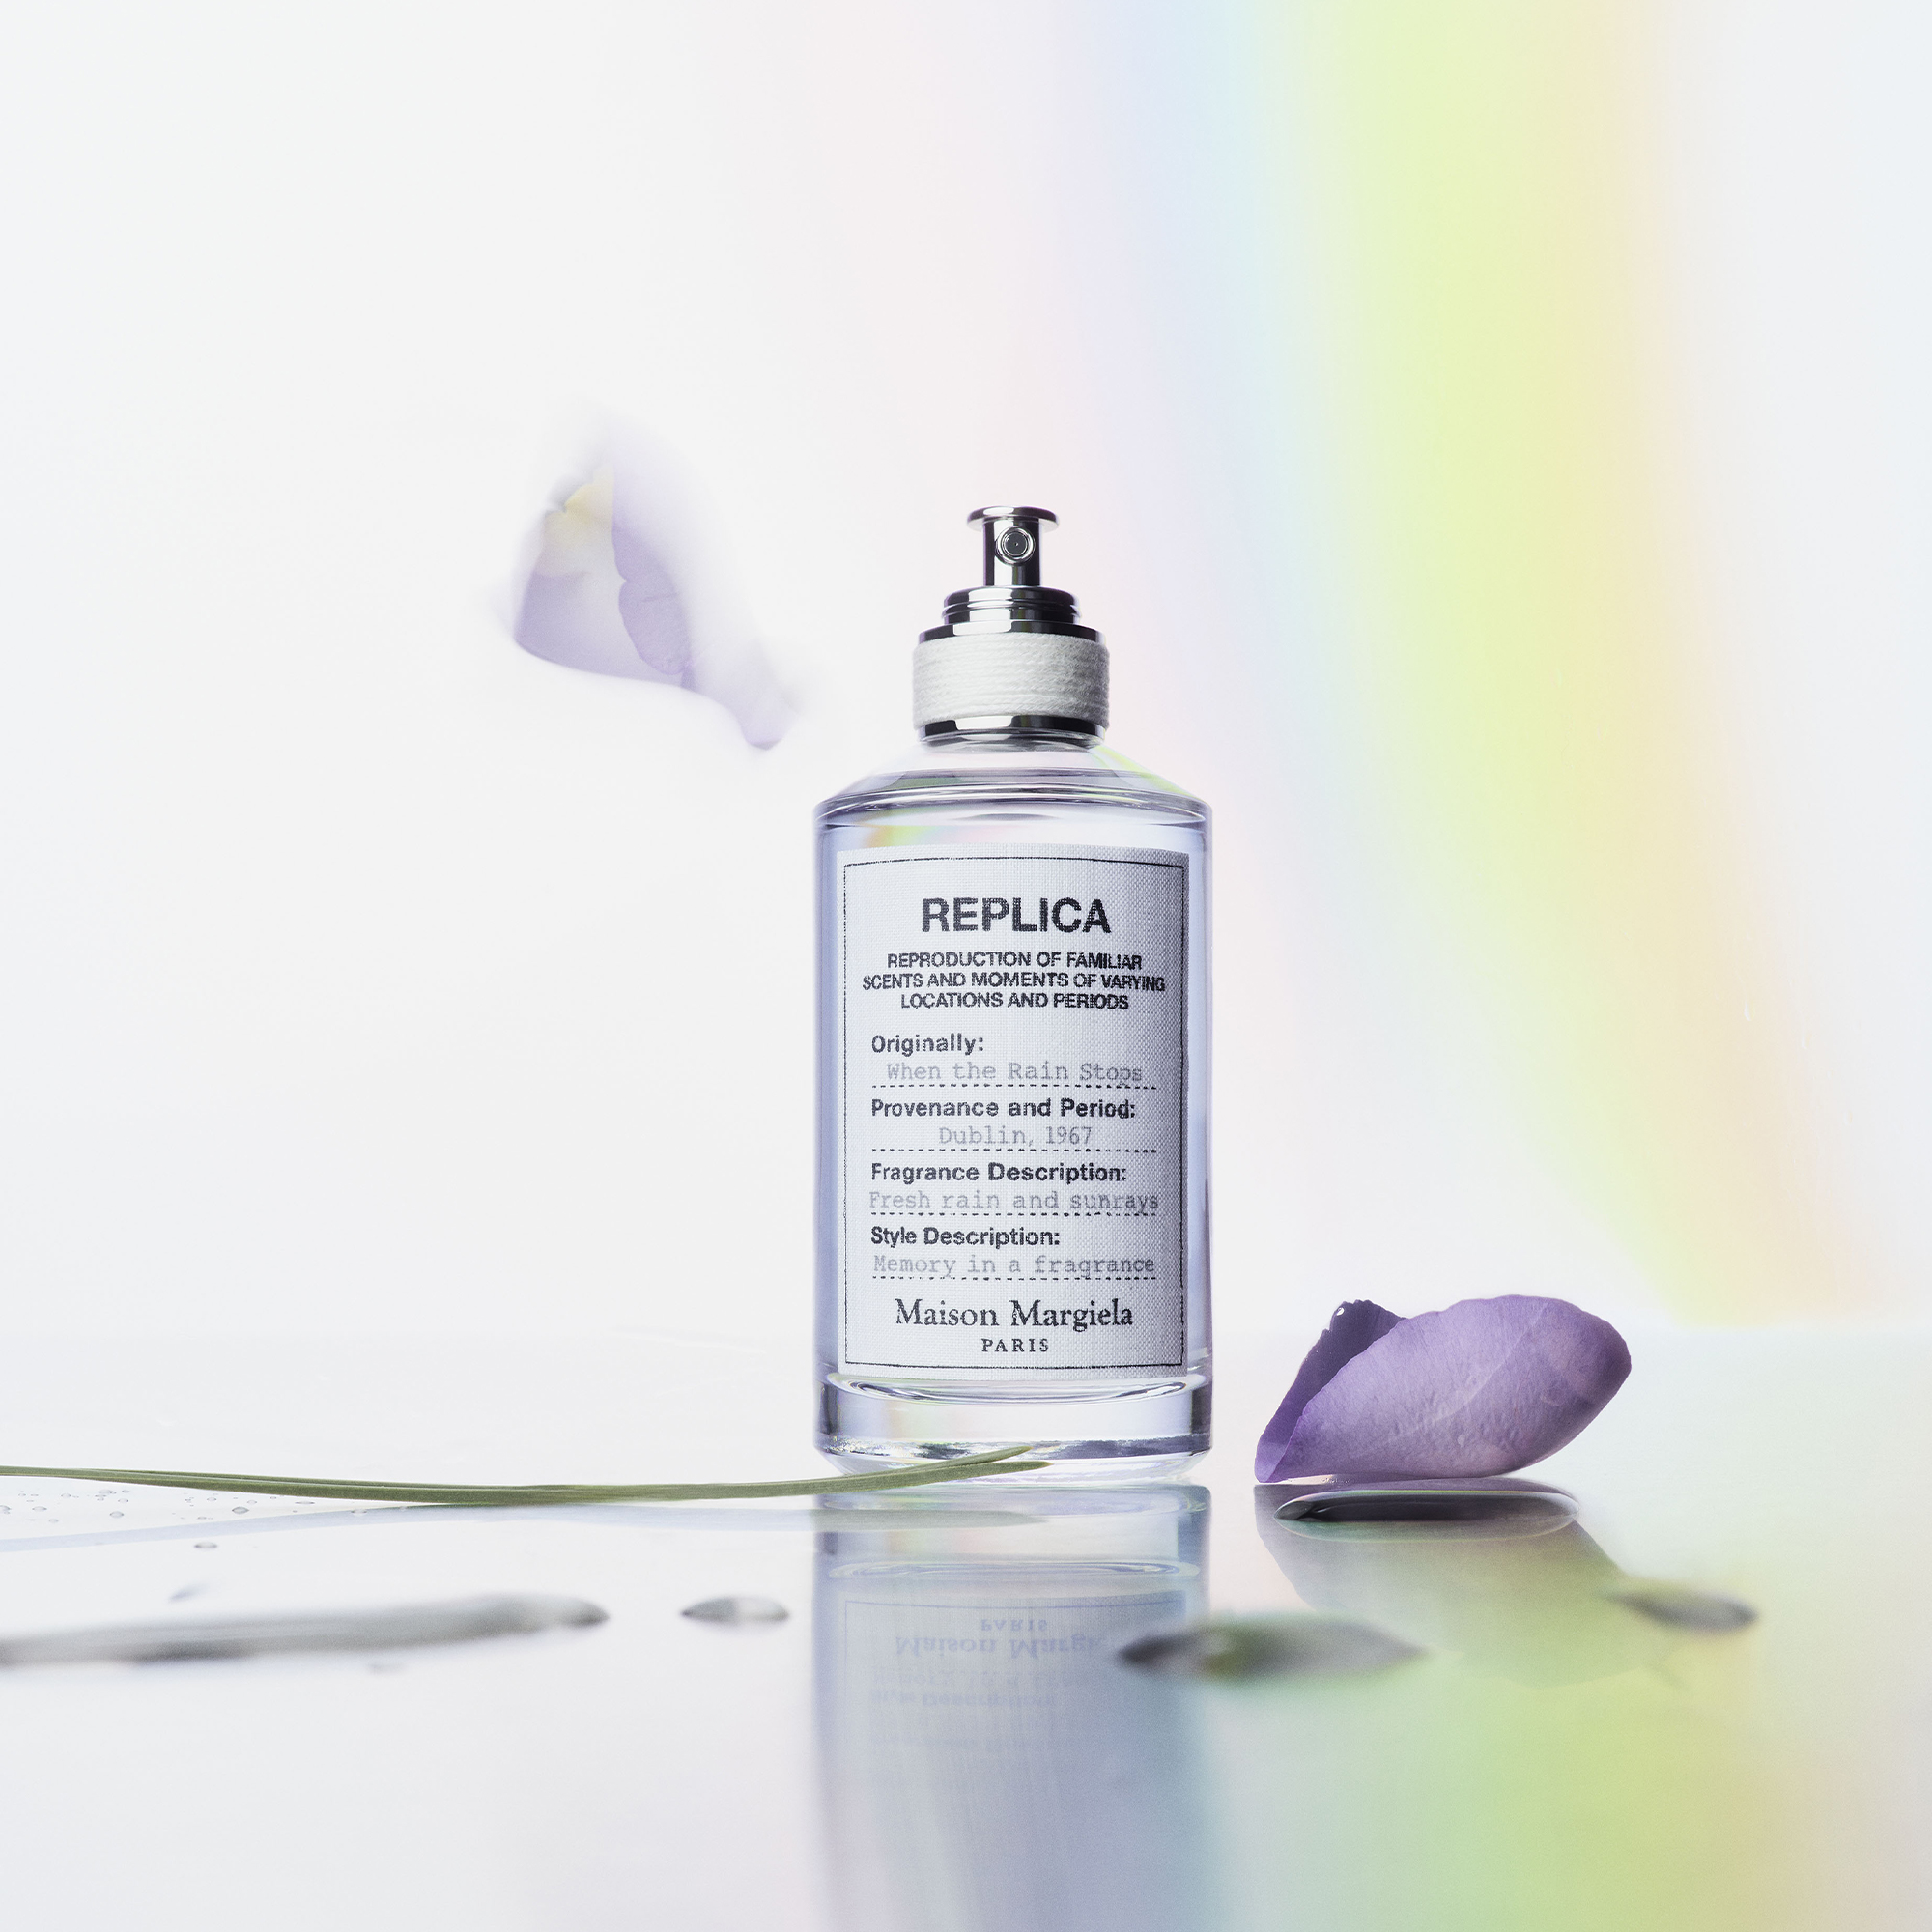 REPLICA
REPRODUCTION OF FAMILIAR
SCENTS AND MOMENTS OF VARYING
LOCATIONS AND PERIODS
Originally:
When the Rain Stops
Provenance and Period:
Dublin, 1967
Fragrance Description:
Fresh rain and sunrays
Style Description:
Memory in a fragrance
Maison Margiela
PARIS